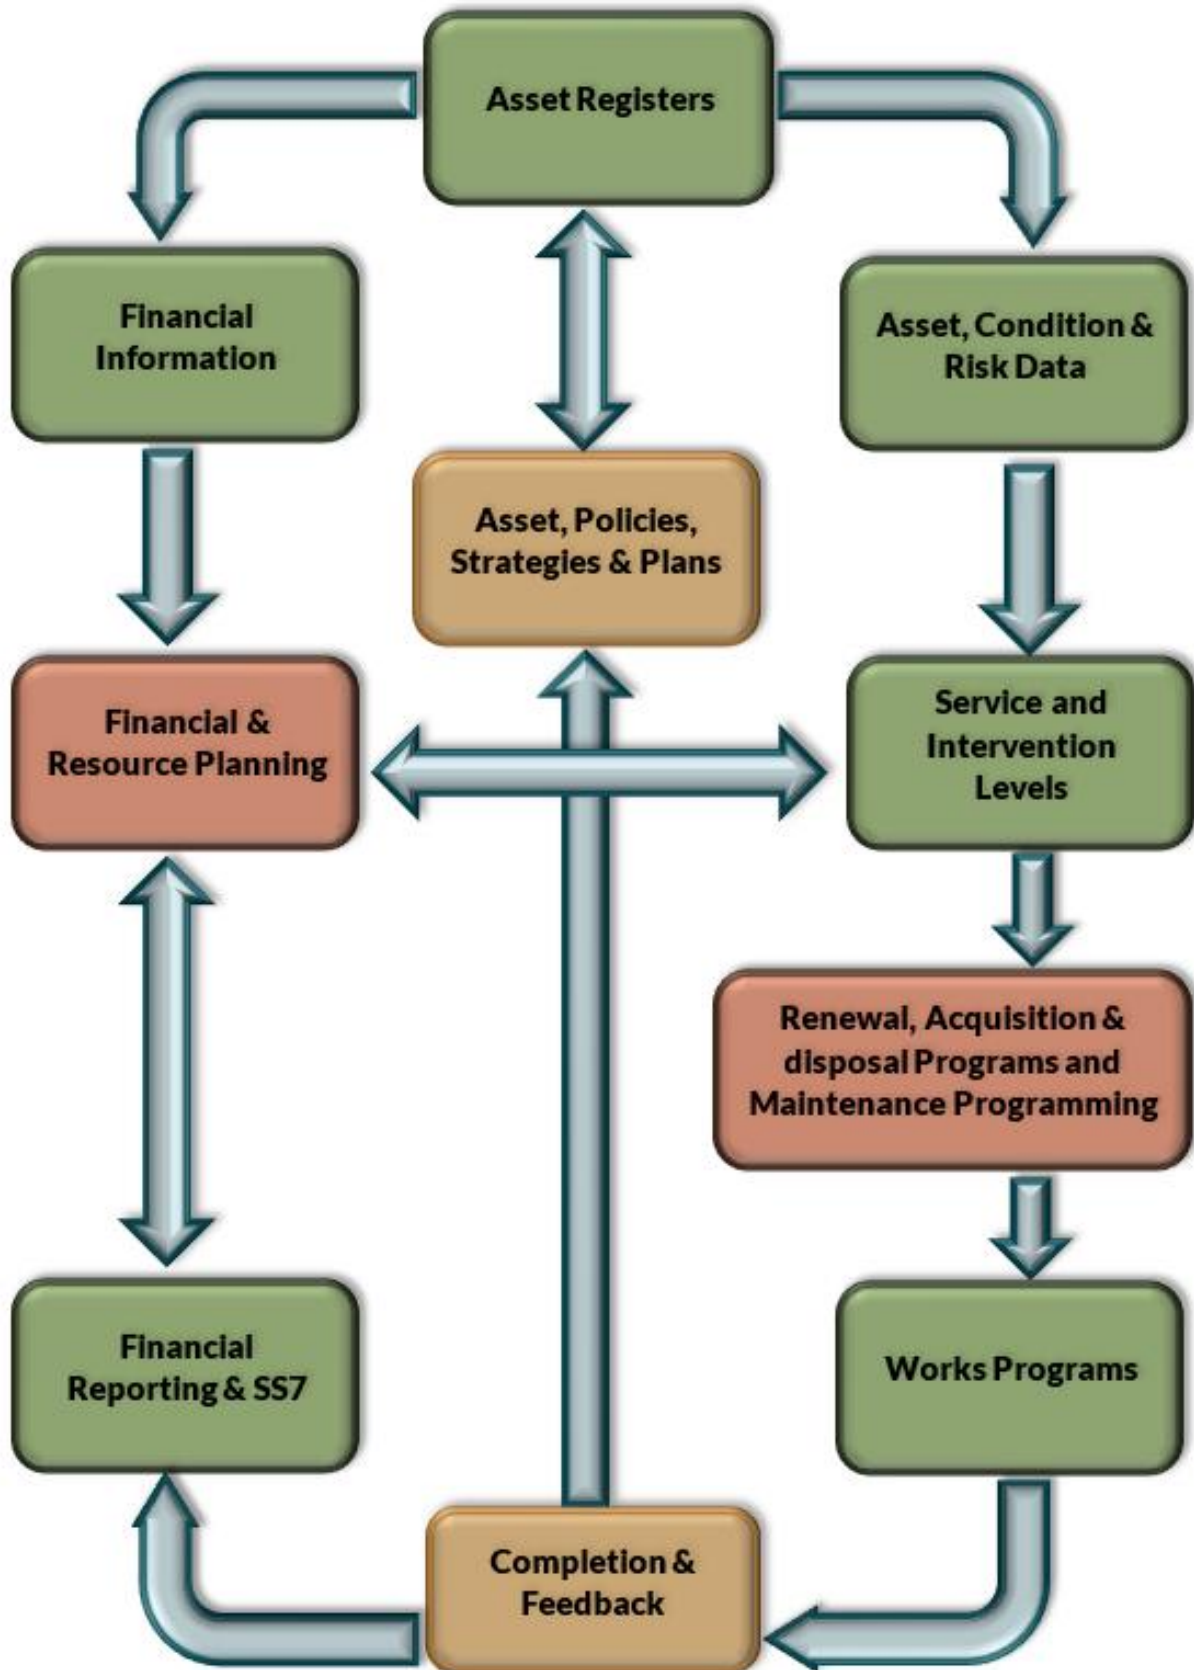 Asset Registers
Financial
Information
Asset, Condition &
Risk Data
Asset, Policies,
Strategies & Plans
Financial &
Resource Planning
Service and
Intervention
Levels
Renewal, Acquisition &
disposal Programs and
Maintenance Programming
Financial
Reporting & SS7
Works Programs
Completion &
Feedback